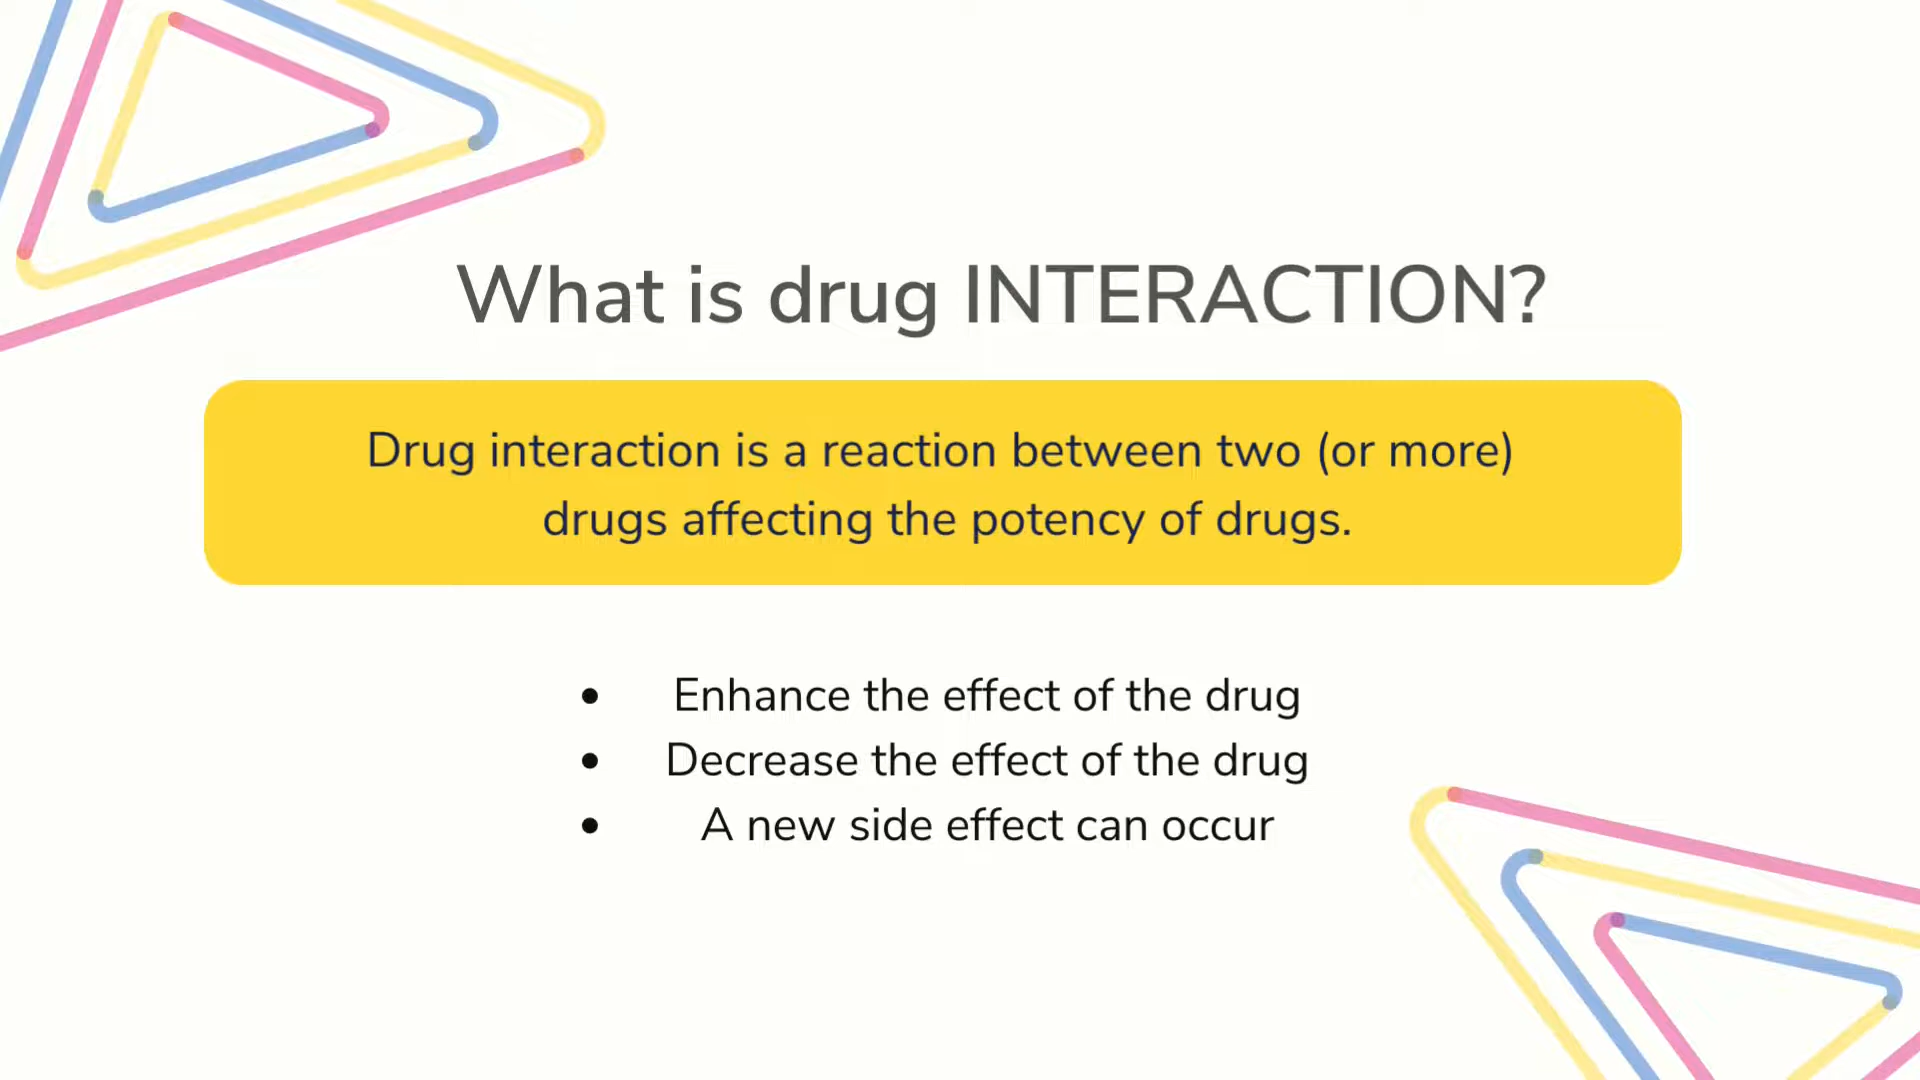 What is drug INTERACTION?
Drug interaction is a reaction between two (or more)
drugs affecting the potency of drugs.
• Enhance the effect of the drug
• Decrease the effect of the drug
• A new side effect can occur